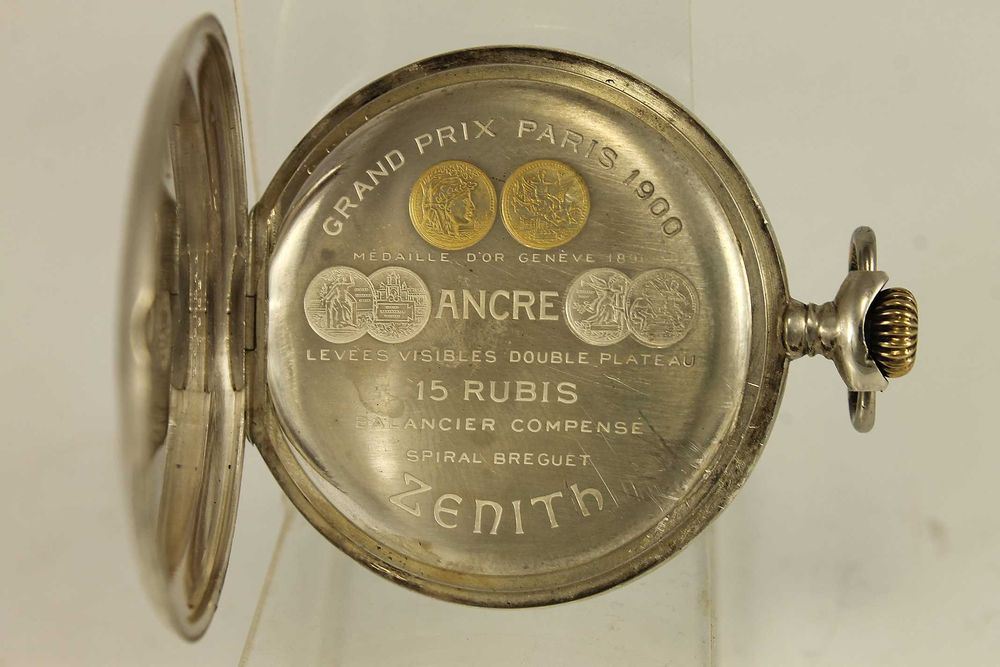 GRAND PRIX PARIS 1900
MÉDAILLE D'OR GENÈVE
ANCRE
LEVÉES VISIBLES DOUBLE PLATEAU
15 RUBIS
BALANCIER COMPENSÉ
SPIRAL BREGUET
ZENITh